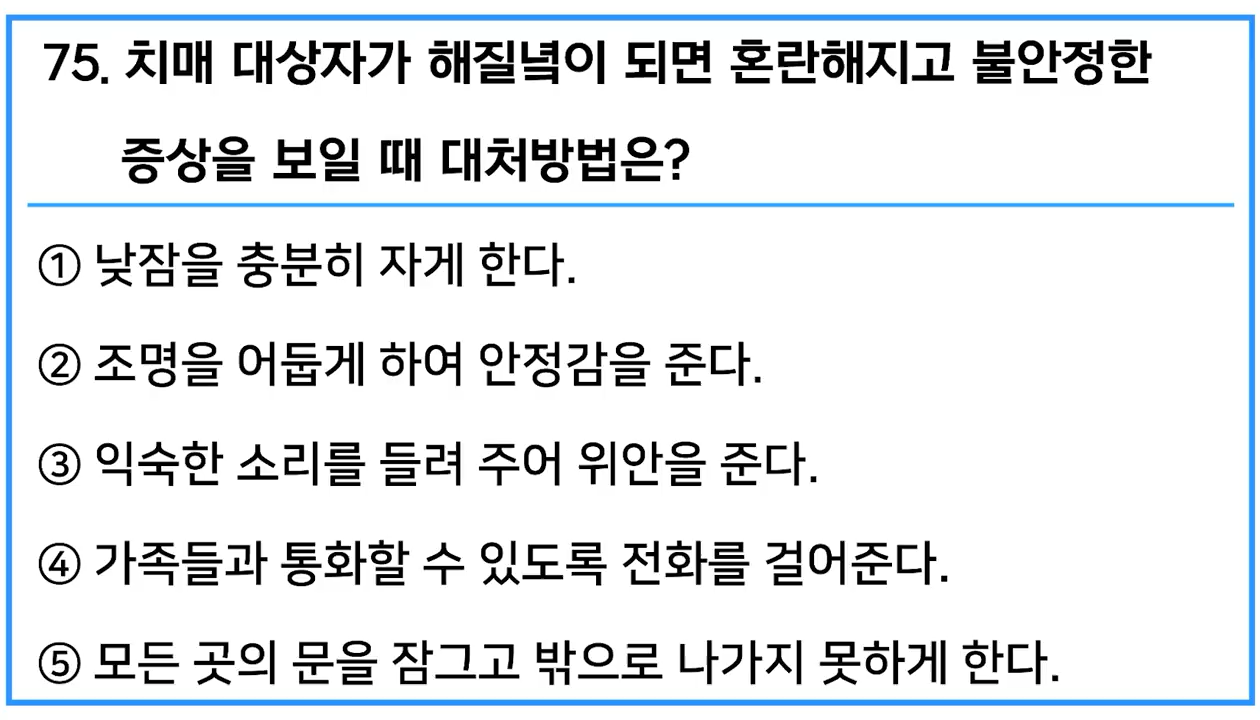 75. 치매 대상자가 해질녘이 되면 혼란해지고 불안정한
증상을 보일 때 대처방법은?
① 낮잠을 충분히 자게 한다.
② 조명을 어둡게 하여 안정감을 준다.
③ 익숙한 소리를 들려 주어 위안을 준다.
④ 가족들과 통화할 수 있도록 전화를 걸어준다.
⑤ 모든 곳의 문을 잠그고 밖으로 나가지 못하게 한다.